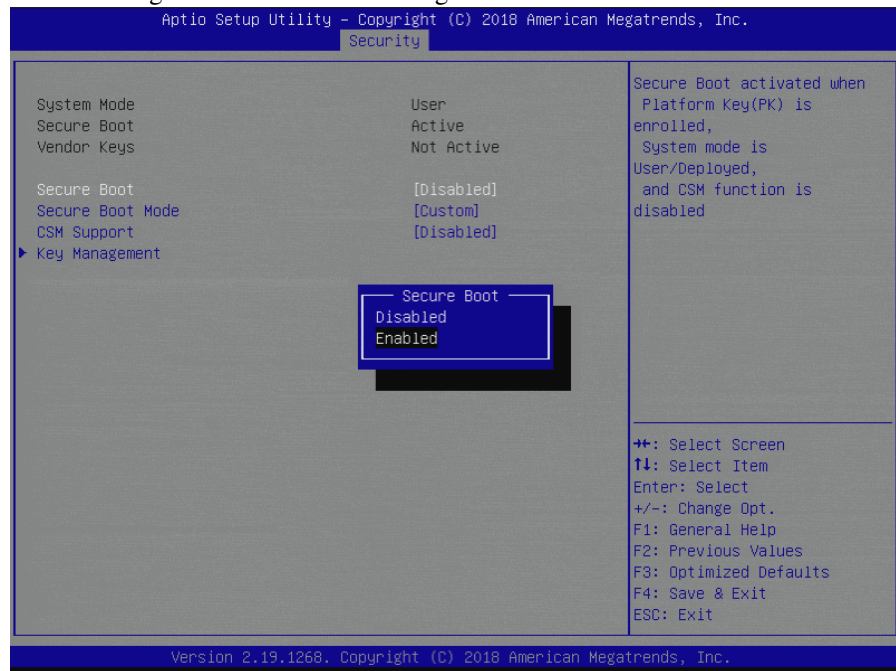 Aptio Setup Utility – Copyright (C) 2018 American Megatrends, Inc.
Security
System Mode User
Secure Boot Active
Vendor Keys Not Active
Secure Boot [Disabled]
Secure Boot Mode [Custom]
CSM Support [Disabled]
▶ Key Management
Secure Boot
Disabled
Enabled
Secure Boot activated when
Platform Key(PK) is
enrolled,
System mode is
User/Deployed,
and CSM function is
disabled
→←: Select Screen
↑↓: Select Item
Enter: Select
+/-: Change Opt.
F1: General Help
F2: Previous Values
F3: Optimized Defaults
F4: Save & Exit
ESC: Exit
Version 2.19.1268. Copyright (C) 2018 American Megatrends, Inc.